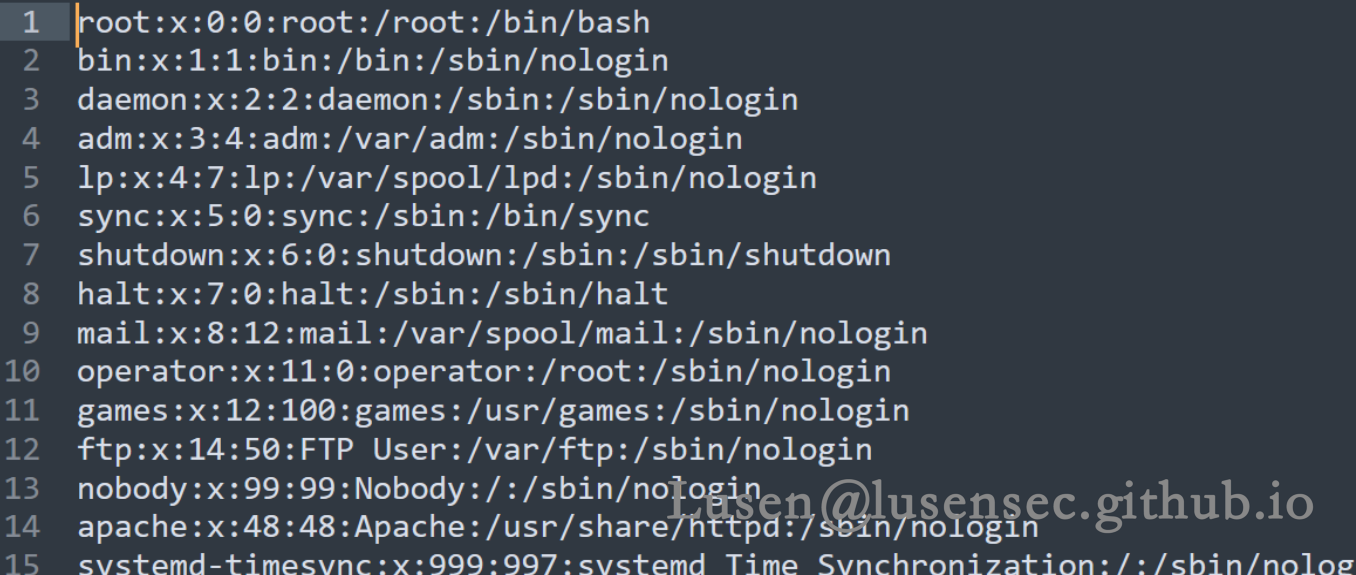 1 root:x:0:0:root:/root:/bin/bash
2 bin:x:1:1:bin:/bin:/sbin/nologin
3 daemon:x:2:2:daemon:/sbin:/sbin/nologin
4 adm:x:3:4:adm:/var/adm:/sbin/nologin
5 lp:x:4:7:lp:/var/spool/lpd:/sbin/nologin
6 sync:x:5:0:sync:/sbin:/bin/sync
7 shutdown:x:6:0:shutdown:/sbin:/sbin/shutdown
8 halt:x:7:0:halt:/sbin:/sbin/halt
9 mail:x:8:12:mail:/var/spool/mail:/sbin/nologin
10 operator:x:11:0:operator:/root:/sbin/nologin
11 games:x:12:100:games:/usr/games:/sbin/nologin
12 ftp:x:14:50:FTP User:/var/ftp:/sbin/nologin
13 nobody:x:99:99:Nobody:/:/sbin/nologin
Lusen@lusensec.github.io
14 apache:x:48:48:Apache:/usr/share/httpd:/sbin/nologin
15 systemd-timesync:x:999:997:systemd Time Synchronization:/:/sbin/nolog